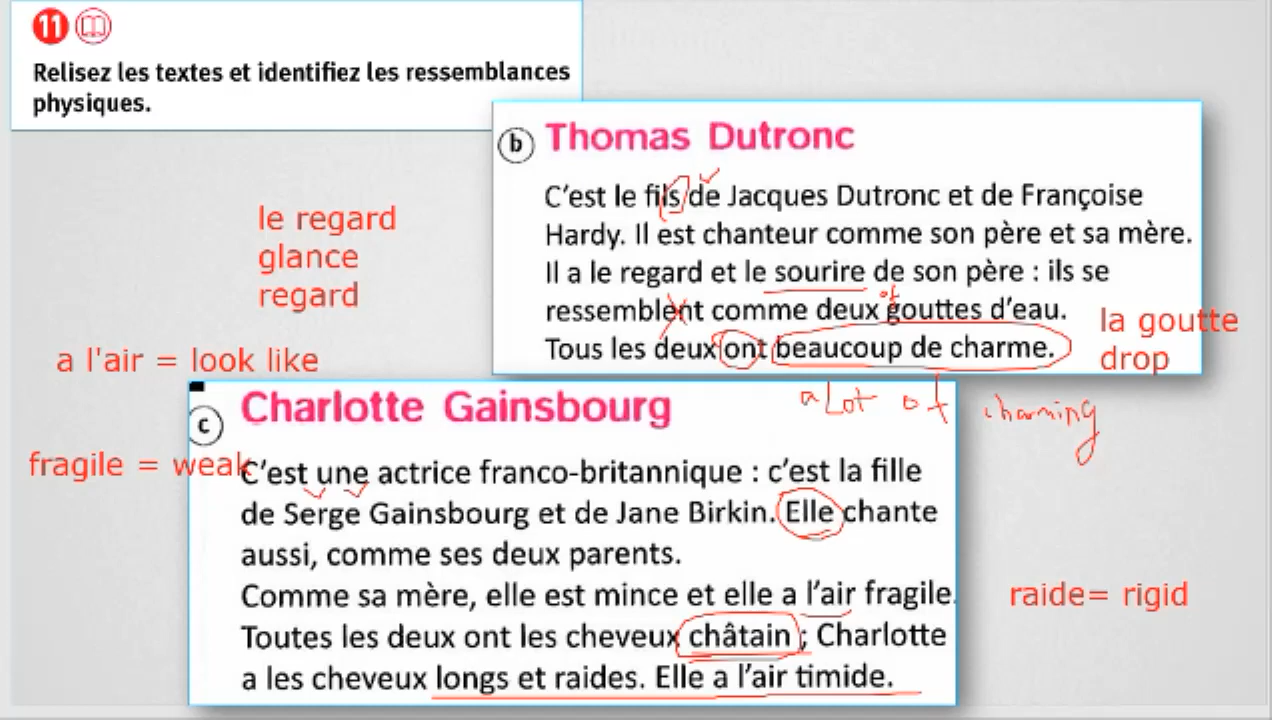 11
Relisez les textes et identifiez les ressemblances
physiques.
b Thomas Dutronc
C'est le fils de Jacques Dutronc et de Françoise
Hardy. Il est chanteur comme son père et sa mère.
Il a le regard et le sourire de son père : ils se
of
ressemblent comme deux gouttes d'eau.
Tous les deux ont beaucoup de charme.
le regard
glance
regard
la goutte
drop
a l'air = look like
a Lot of charming
c Charlotte Gainsbourg
fragile = weak
C'est une actrice franco-britannique : c'est la fille
de Serge Gainsbourg et de Jane Birkin. Elle chante
aussi, comme ses deux parents.
Comme sa mère, elle est mince et elle a l'air fragile.
Toutes les deux ont les cheveux châtain ; Charlotte
a les cheveux longs et raides. Elle a l'air timide.
raide= rigid